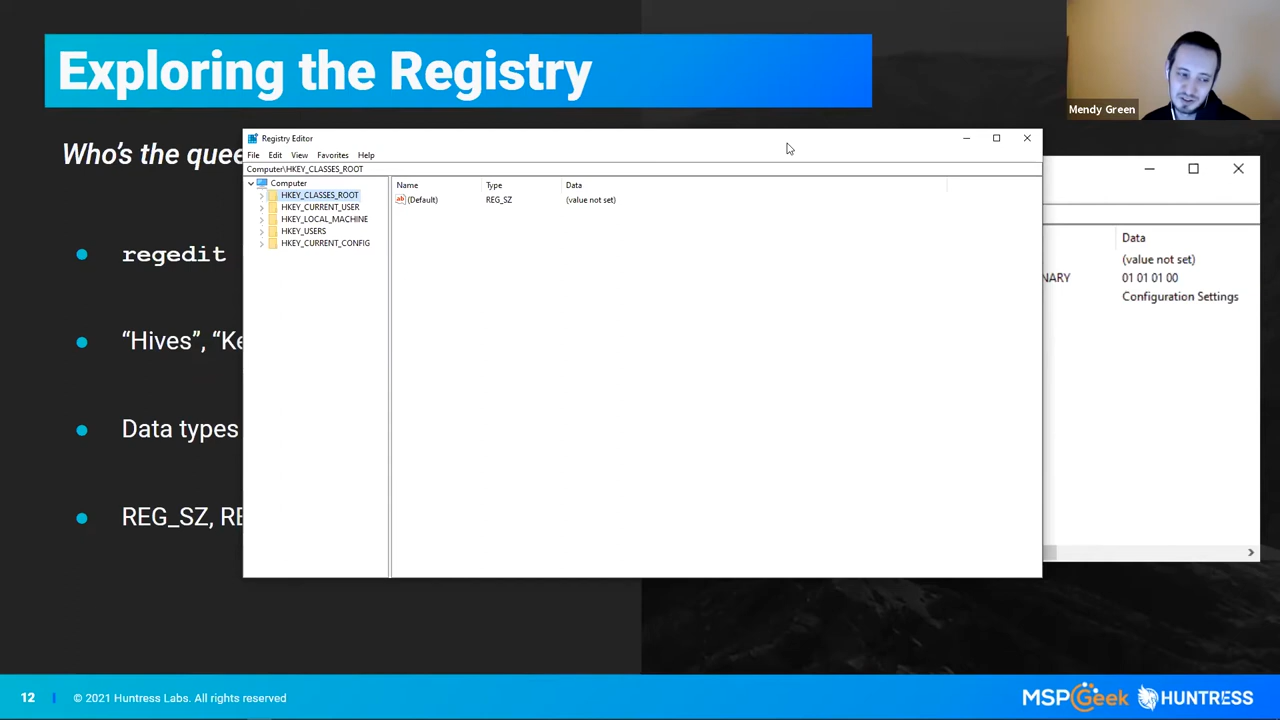 Exploring the Registry
Mendy Green
Who's the quee
Registry Editor
File Edit View Favorites Help
Computer\HKEY_CLASSES_ROOT
Computer
HKEY_CLASSES_ROOT
HKEY_CURRENT_USER
HKEY_LOCAL_MACHINE
HKEY_USERS
HKEY_CURRENT_CONFIG
Name Type Data
ab (Default) REG_SZ (value not set)
Data
(value not set)
NARY 01 01 01 00
Configuration Settings
regedit
“Hives”, “Ke
Data types
REG_SZ, RE
12 © 2021 Huntress Labs. All rights reserved
MSPGeek HUNTRESS